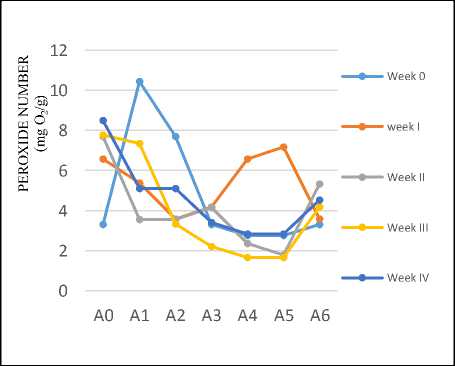 PEROXIDE NUMBER
(mg O2/g)
12
10
8
6
4
2
0
A0 A1 A2 A3 A4 A5 A6
Week 0
week I
Week II
Week III
Week IV